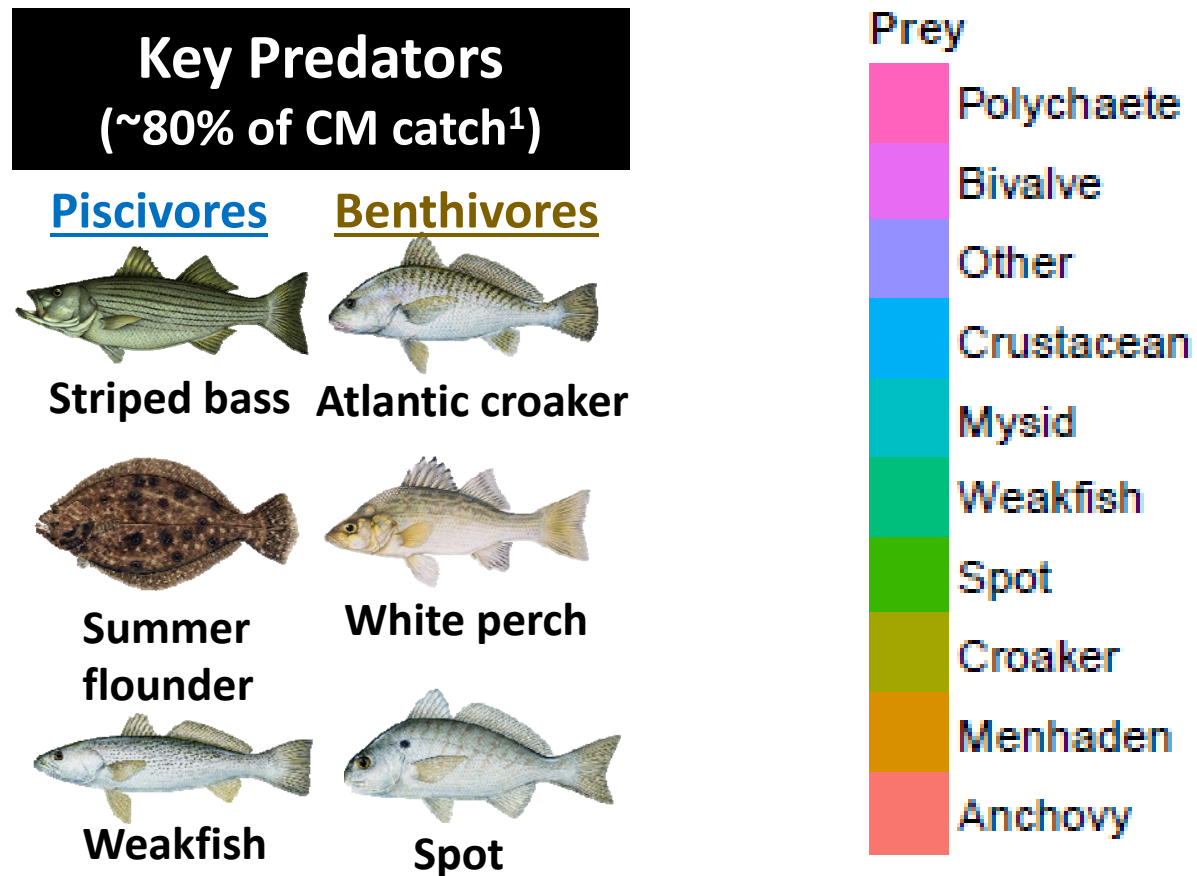 Key Predators
(~80% of CM catch¹)
Piscivores
Benthivores
Striped bass
Atlantic croaker
Summer
flounder
White perch
Weakfish
Spot
Prey
Polychaete
Bivalve
Other
Crustacean
Mysid
Weakfish
Spot
Croaker
Menhaden
Anchovy